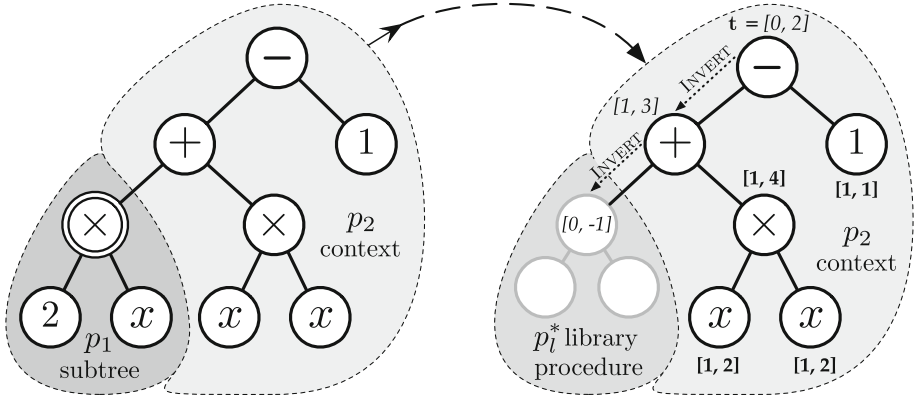 −
+
1
×
×
2
x
x
x
p₁
subtree
p₂
context
t = [0, 2]
−
INVERT
[1, 3]
+
1
[1, 1]
INVERT
[1, 4]
[0, -1]
×
x
x
[1, 2]
[1, 2]
p₂
context
p*ₗ library
procedure